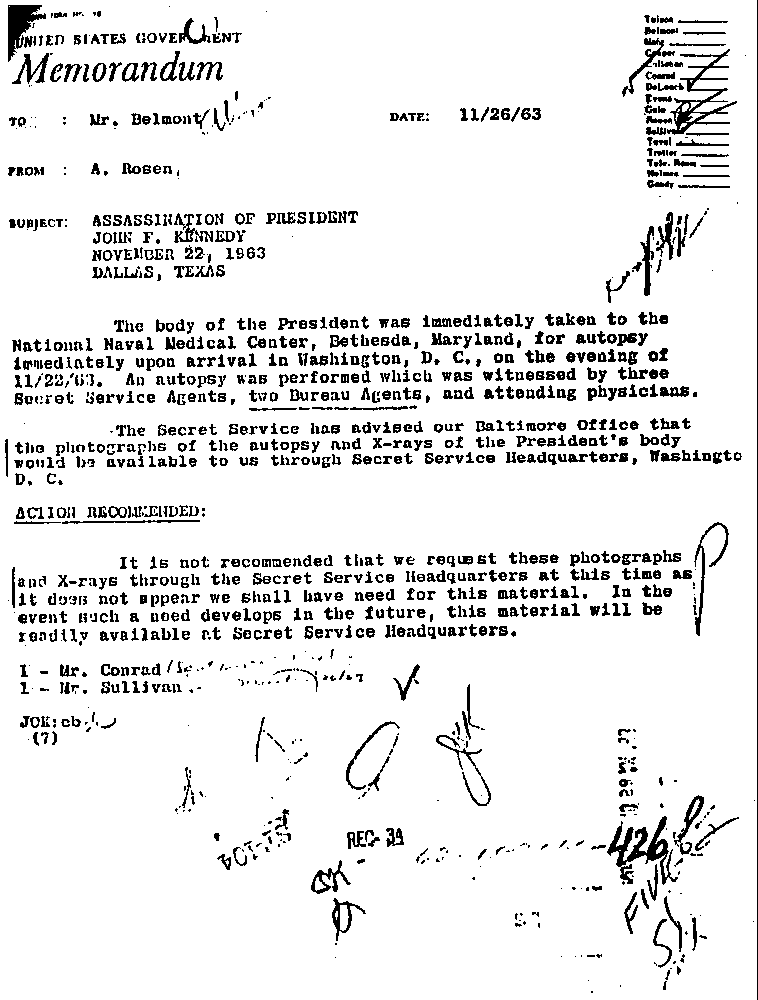 UNITED STATES GOVERNMENT
Memorandum
Tolson
Belmont
Mohr
Casper
Callahan
Conrad
DeLoach
Evans
Gale
Rosen
Sullivan
Tavel
Trotter
Tele. Room
Holmes
Gandy
TO : Mr. Belmont
DATE: 11/26/63
FROM : A. Rosen
SUBJECT: ASSASSINATION OF PRESIDENT
JOHN F. KENNEDY
NOVEMBER 22, 1963
DALLAS, TEXAS
The body of the President was immediately taken to the
National Naval Medical Center, Bethesda, Maryland, for autopsy
immediately upon arrival in Washington, D. C., on the evening of
11/22/63. An autopsy was performed which was witnessed by three
Secret Service Agents, two Bureau Agents, and attending physicians.
The Secret Service has advised our Baltimore Office that
the photographs of the autopsy and X-rays of the President's body
would be available to us through Secret Service Headquarters, Washingto
D. C.
ACTION RECOMMENDED:
It is not recommended that we request these photographs
and X-rays through the Secret Service Headquarters at this time as
it does not appear we shall have need for this material. In the
event such a need develops in the future, this material will be
readily available at Secret Service Headquarters.
1 - Mr. Conrad
1 - Mr. Sullivan
JOK:cb
(7)
REC- 39
-426
OK
FIVE